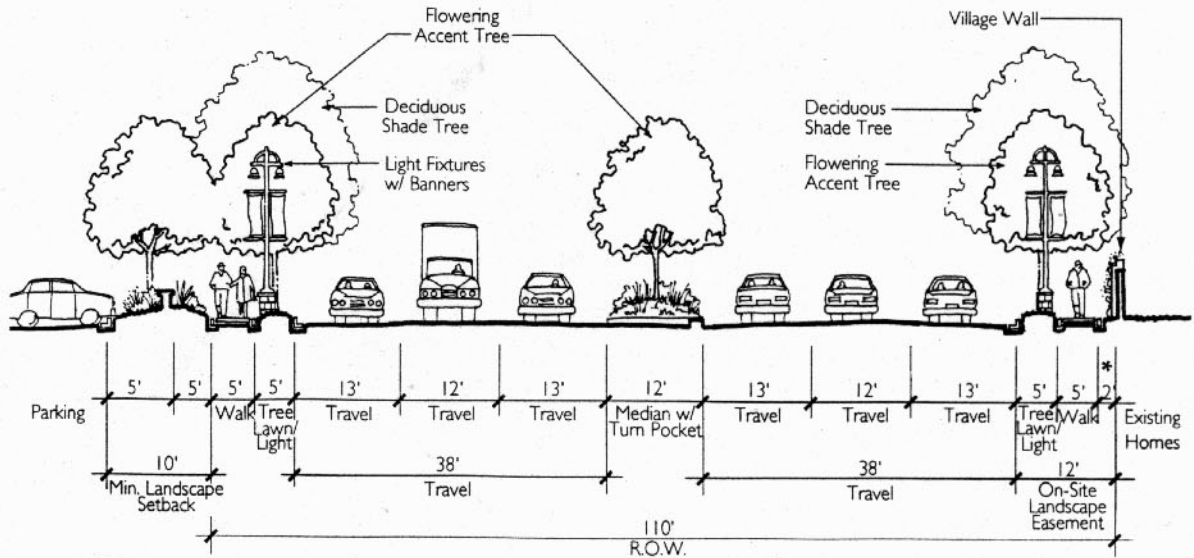 Flowering
Accent Tree
Village Wall
Deciduous
Shade Tree
Light Fixtures
w/ Banners
Deciduous
Shade Tree
Flowering
Accent Tree
*
5' 5' 5' 5' 13' 12' 13' 12' 13' 12' 13' 5' 5' 2'
Parking
Walk
Tree
Lawn/
Light
Travel
Travel
Travel
Median w/
Turn Pocket
Travel
Travel
Travel
Tree
Lawn/
Light
Walk
Existing
Homes
10'
Min. Landscape
Setback
38'
Travel
38'
Travel
12'
On-Site
Landscape
Easement
110'
R.O.W.